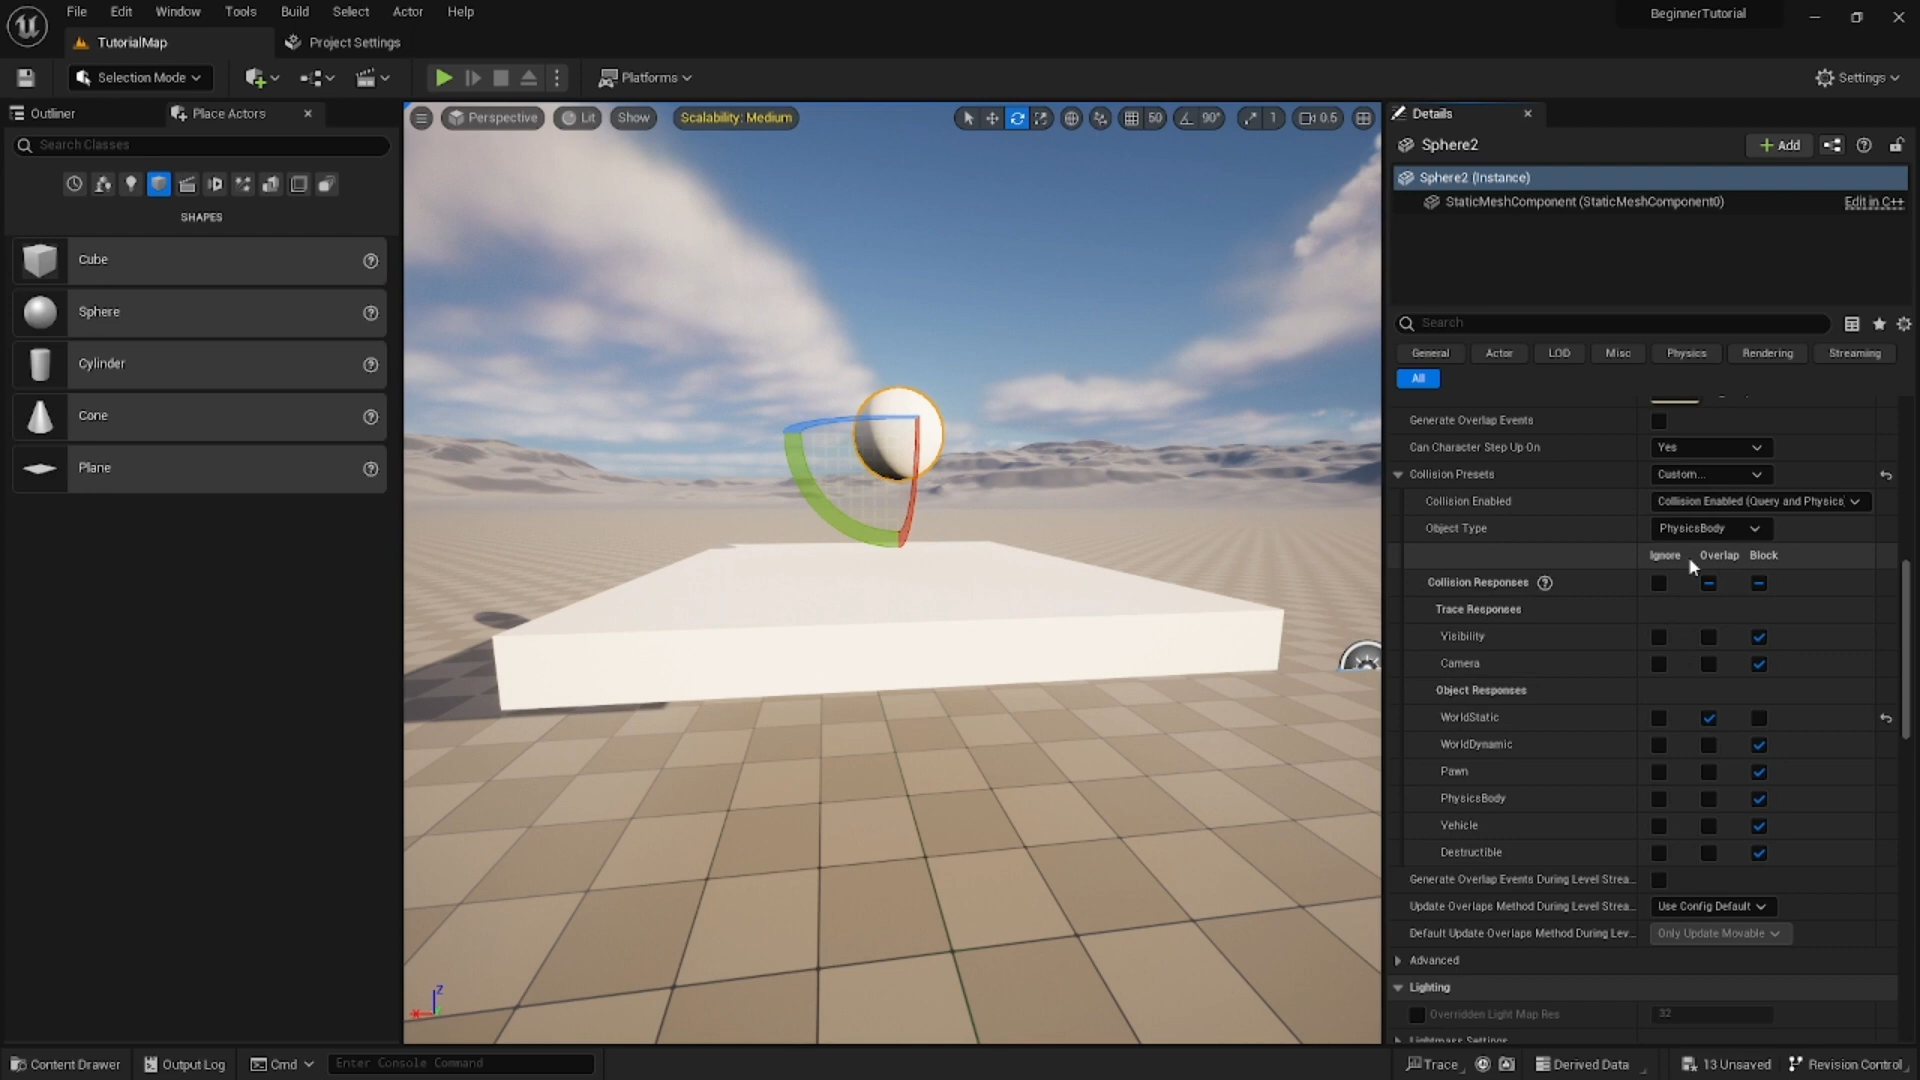 File Edit Window Tools Build Select Actor Help
BeginnerTutorial
TutorialMap
Project Settings
Selection Mode
Platforms
Settings
Outliner
Place Actors
Search Classes
SHAPES
Cube
Sphere
Cylinder
Cone
Plane
Perspective
Lit
Show
Scalability: Medium
50
90°
1
0.5
Z
X
Details
Sphere2
Add
Sphere2 (Instance)
StaticMeshComponent (StaticMeshComponent0)
Edit in C++
Search
General Actor LOD Misc Physics Rendering Streaming
All
Generate Overlap Events
Can Character Step Up On Yes
Collision Presets Custom...
Collision Enabled Collision Enabled (Query and Physics)
Object Type PhysicsBody
Ignore Overlap Block
Collision Responses
Trace Responses
Visibility
Camera
Object Responses
WorldStatic
WorldDynamic
Pawn
PhysicsBody
Vehicle
Destructible
Generate Overlap Events During Level Strea...
Update Overlaps Method During Level Strea... Use Config Default
Default Update Overlaps Method During Lev... Only Update Movable
Advanced
Lighting
Overridden Light Map Res 32
Lightmass Settings
Content Drawer
Output Log
Cmd
Enter Console Command
Trace
Derived Data
13 Unsaved
Revision Control